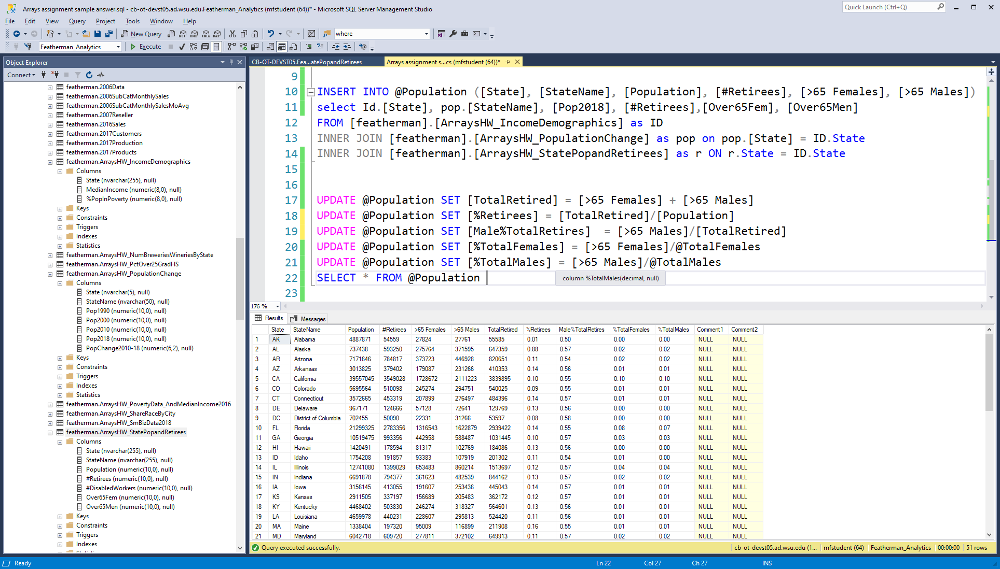 Arrays assignment sample answer.sql - cb-ot-devst05.ad.wsu.edu.Featherman_Analytics (mfstudent (64))* - Microsoft SQL Server Management Studio
Quick Launch (Ctrl+Q)
File Edit View Query Project Tools Window Help
New Query
MDX DMX XMLA DAX
where
Featherman_Analytics
Execute
Object Explorer
Connect
featherman.2006Data
featherman.2006SubCatMonthlySales
featherman.2006SubCatMonthlySalesMoAvg
featherman.2007Reseller
featherman.2016Sales
featherman.2017Customers
featherman.2017Production
featherman.2017Products
featherman.ArraysHW_IncomeDemographics
Columns
State (nvarchar(255), null)
MedianIncome (numeric(8,0), null)
%PopInPoverty (numeric(8,0), null)
Keys
Constraints
Triggers
Indexes
Statistics
featherman.ArraysHW_NumBreweriesWineriesByState
featherman.ArraysHW_PctOver25GradHS
featherman.ArraysHW_PopulationChange
Columns
State (nvarchar(5), null)
StateName (nvarchar(50), null)
Pop1990 (numeric(10,0), null)
Pop2000 (numeric(10,0), null)
Pop2010 (numeric(10,0), null)
Pop2018 (numeric(10,0), null)
PopChange2010-18 (numeric(6,2), null)
Keys
Constraints
Triggers
Indexes
Statistics
featherman.ArraysHW_PovertyData_AndMedianIncome2016
featherman.ArraysHW_ShareRaceByCity
featherman.ArraysHW_SmBizData2018
featherman.ArraysHW_StatePopandRetirees
Columns
State (nvarchar(255), null)
StateName (nvarchar(255), null)
Population (numeric(10,0), null)
#Retirees (numeric(10,0), null)
#DisabledWorkers (numeric(10,0), null)
Over65Fem (numeric(10,0), null)
Over65Men (numeric(10,0), null)
Keys
Constraints
Triggers
Indexes
CB-OT-DEVST05.Fea...atePopandRetirees
Arrays assignment s...cs (mfstudent (64))*
9
10 INSERT INTO @Population ([State], [StateName], [Population], [#Retirees], [>65 Females], [>65 Males])
11 select Id.[State], pop.[StateName], [Pop2018], [#Retirees],[Over65Fem], [Over65Men]
12 FROM [featherman].[ArraysHW_IncomeDemographics] as ID
13 INNER JOIN [featherman].[ArraysHW_PopulationChange] as pop on pop.[State] = ID.State
14 INNER JOIN [featherman].[ArraysHW_StatePopandRetirees] as r ON r.State = ID.State
15
16
17 UPDATE @Population SET [TotalRetired] = [>65 Females] + [>65 Males]
18 UPDATE @Population SET [%Retirees] = [TotalRetired]/[Population]
19 UPDATE @Population SET [Male%TotalRetires]  = [>65 Males]/[TotalRetired]
20 UPDATE @Population SET [%TotalFemales] = [>65 Females]/@TotalFemales
21 UPDATE @Population SET [%TotalMales] = [>65 Males]/@TotalMales
22 SELECT * FROM @Population
column %TotalMales(decimal, null)
23
176 %
Results Messages
State StateName Population #Retirees >65 Females >65 Males TotalRetired %Retirees Male%TotalRetires %TotalFemales %TotalMales Comment1 Comment2
1 AK Alabama 4887871 54559 27824 27761 55585 0.01 0.50 0.00 0.00 NULL NULL
2 AL Alaska 737438 593250 275764 371595 647359 0.88 0.57 0.02 0.02 NULL NULL
3 AR Arizona 7171646 784817 373723 446928 820651 0.11 0.54 0.02 0.02 NULL NULL
4 AZ Arkansas 3013825 379402 179087 231266 410353 0.14 0.56 0.01 0.01 NULL NULL
5 CA California 39557045 3549028 1728672 2111223 3839895 0.10 0.55 0.10 0.10 NULL NULL
6 CO Colorado 5695564 510098 245274 294751 540025 0.09 0.55 0.01 0.01 NULL NULL
7 CT Connecticut 3572665 453319 207899 276497 484396 0.14 0.57 0.01 0.01 NULL NULL
8 DE Delaware 967171 124666 57128 72641 129769 0.13 0.56 0.00 0.00 NULL NULL
9 DC District of Columbia 702455 50090 22331 31266 53597 0.08 0.58 0.00 0.00 NULL NULL
10 FL Florida 21299325 2783356 1316543 1622879 2939422 0.14 0.55 0.08 0.07 NULL NULL
11 GA Georgia 10519475 993356 442958 588487 1031445 0.10 0.57 0.03 0.03 NULL NULL
12 HI Hawaii 1420491 178594 81317 102769 184086 0.13 0.56 0.00 0.00 NULL NULL
13 ID Idaho 1754208 191857 93383 107919 201302 0.11 0.54 0.01 0.00 NULL NULL
14 IL Illinois 12741080 1399029 653483 860214 1513697 0.12 0.57 0.04 0.04 NULL NULL
15 IN Indiana 6691878 794377 361623 482539 844162 0.13 0.57 0.02 0.02 NULL NULL
16 IA Iowa 3156145 413055 191607 253436 445043 0.14 0.57 0.01 0.01 NULL NULL
17 KS Kansas 2911505 337197 156689 205483 362172 0.12 0.57 0.01 0.01 NULL NULL
18 KY Kentucky 4468402 503830 246274 318327 564601 0.13 0.56 0.01 0.01 NULL NULL
19 LA Louisiana 4659978 440231 228607 295813 524420 0.11 0.56 0.01 0.01 NULL NULL
20 MA Maine 1338404 197320 95009 116899 211908 0.16 0.55 0.01 0.01 NULL NULL
21 MD Maryland 6042718 609720 277811 372102 649913 0.11 0.57 0.02 0.02 NULL NULL
Query executed successfully.
cb-ot-devst05.ad.wsu.edu (1... mfstudent (64) Featherman_Analytics 00:00:00 51 rows
Ready Ln 22 Col 27 Ch 27 INS